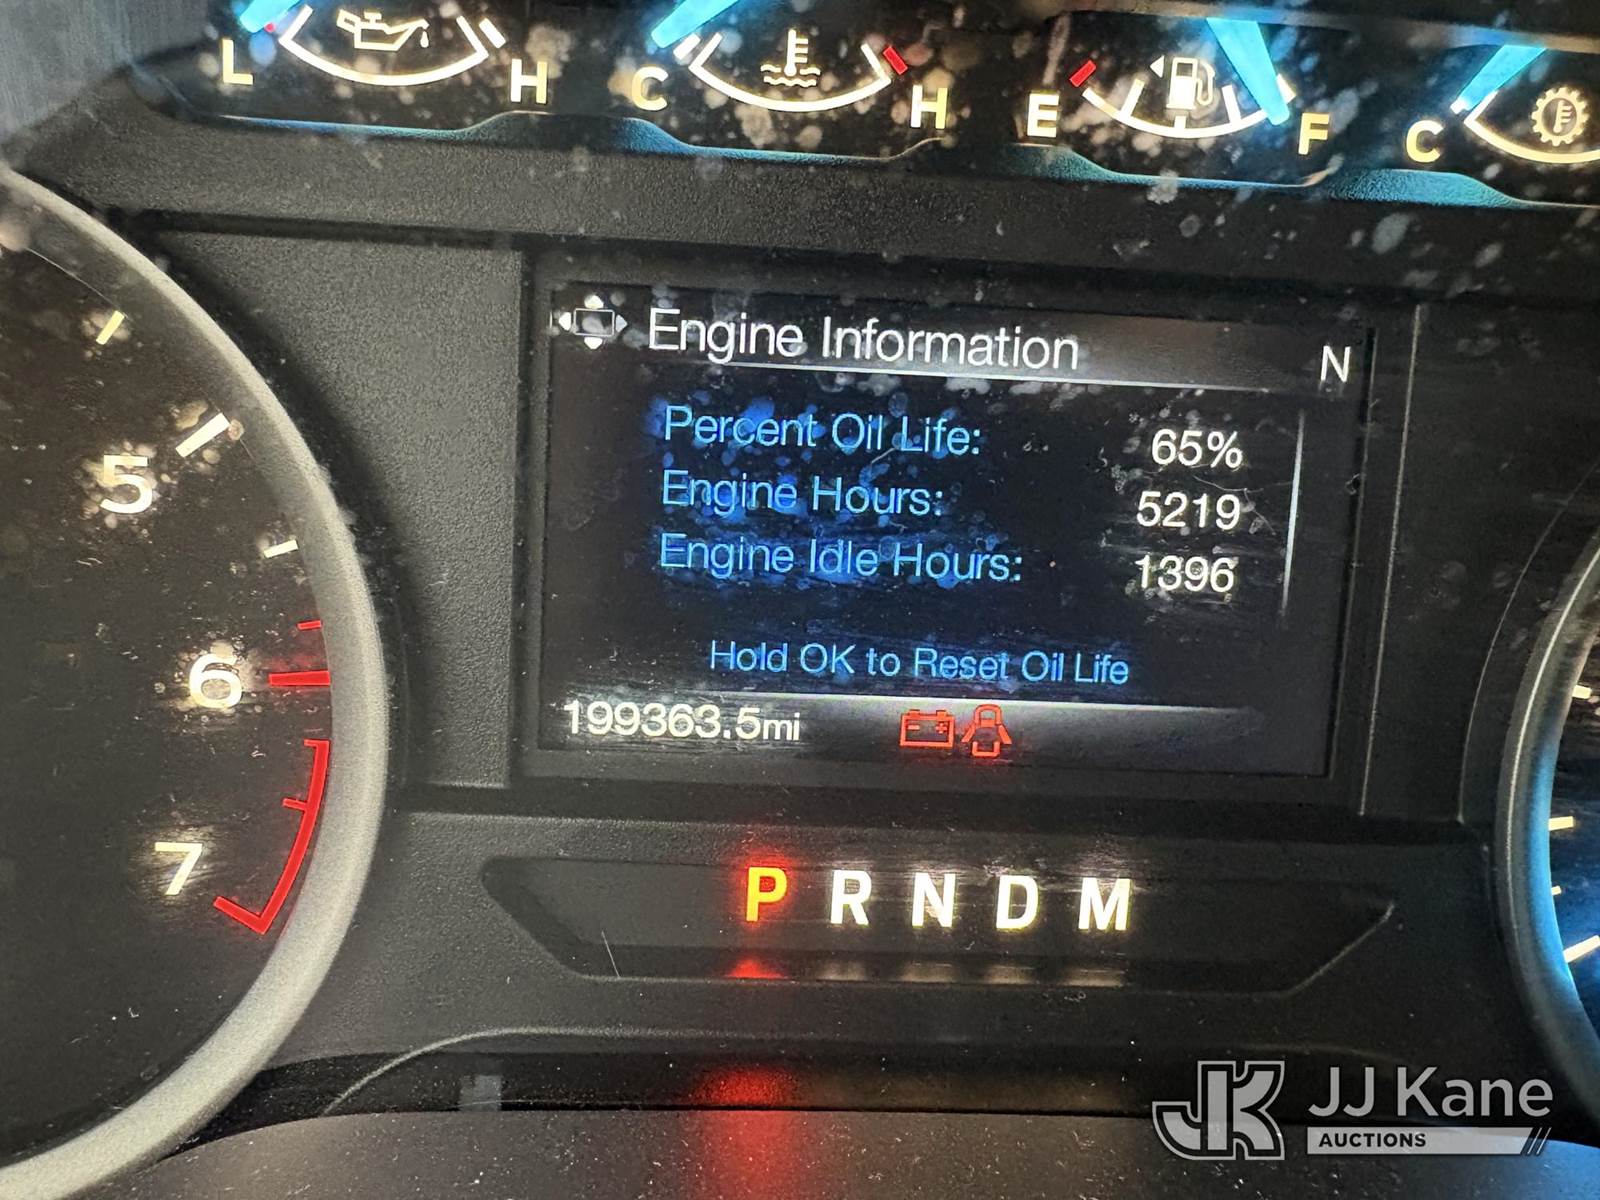 L H C H E F C
Engine Information N
Percent Oil Life: 65%
Engine Hours: 5219
Engine Idle Hours: 1396
Hold OK to Reset Oil Life
199363.5mi
5
6
7
P R N D M
JK JJ Kane
AUCTIONS